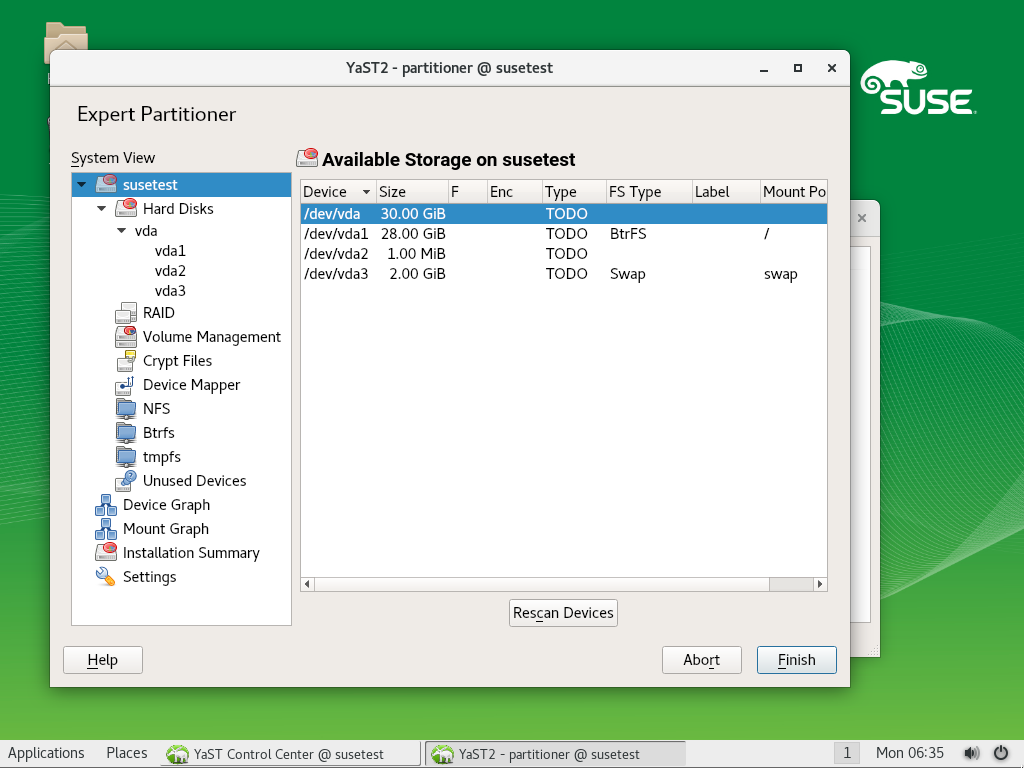 YaST2 - partitioner @ susetest
Expert Partitioner
SUSE
System View
Available Storage on susetest
susetest
Hard Disks
vda
vda1
vda2
vda3
RAID
Volume Management
Crypt Files
Device Mapper
NFS
Btrfs
tmpfs
Unused Devices
Device Graph
Mount Graph
Installation Summary
Settings
Device Size F Enc Type FS Type Label Mount Po
/dev/vda 30.00 GiB TODO
/dev/vda1 28.00 GiB TODO BtrFS /
/dev/vda2 1.00 MiB TODO
/dev/vda3 2.00 GiB TODO Swap swap
Rescan Devices
Help Abort Finish
Applications Places YaST Control Center @ susetest YaST2 - partitioner @ susetest 1 Mon 06:35